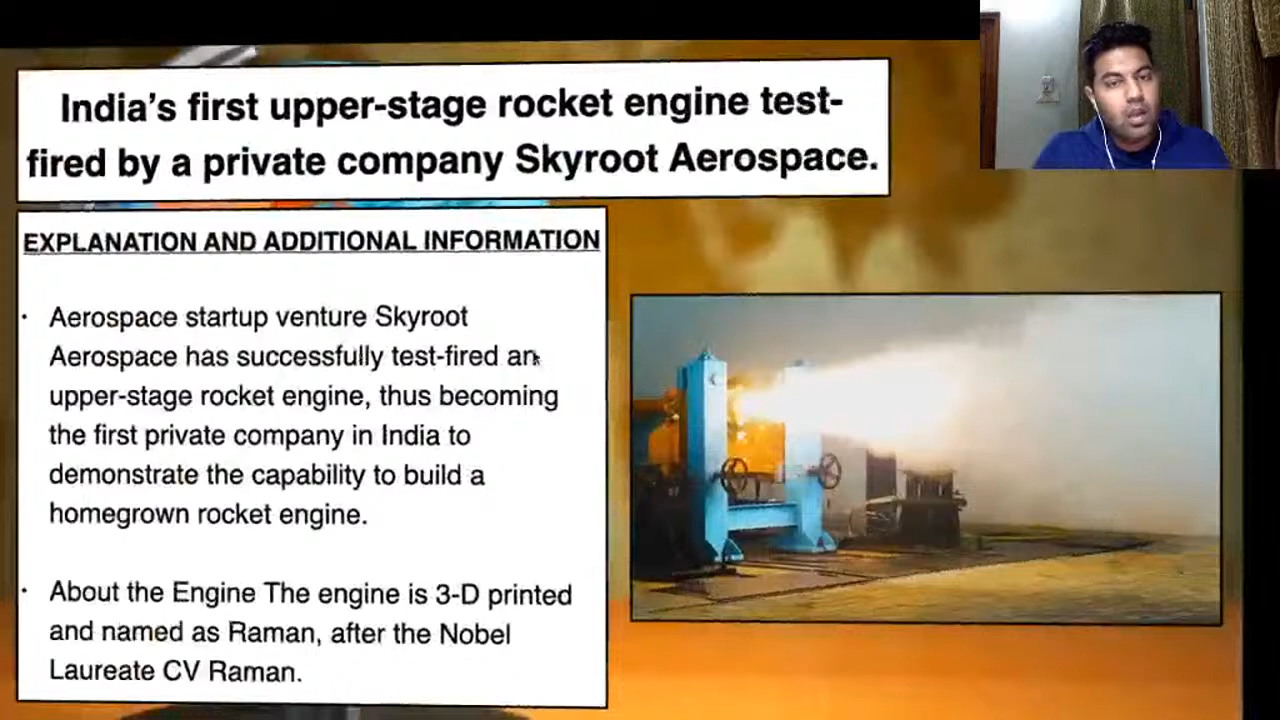 India’s first upper-stage rocket engine test-
fired by a private company Skyroot Aerospace.
EXPLANATION AND ADDITIONAL INFORMATION
· Aerospace startup venture Skyroot
Aerospace has successfully test-fired an
upper-stage rocket engine, thus becoming
the first private company in India to
demonstrate the capability to build a
homegrown rocket engine.
· About the Engine The engine is 3-D printed
and named as Raman, after the Nobel
Laureate CV Raman.